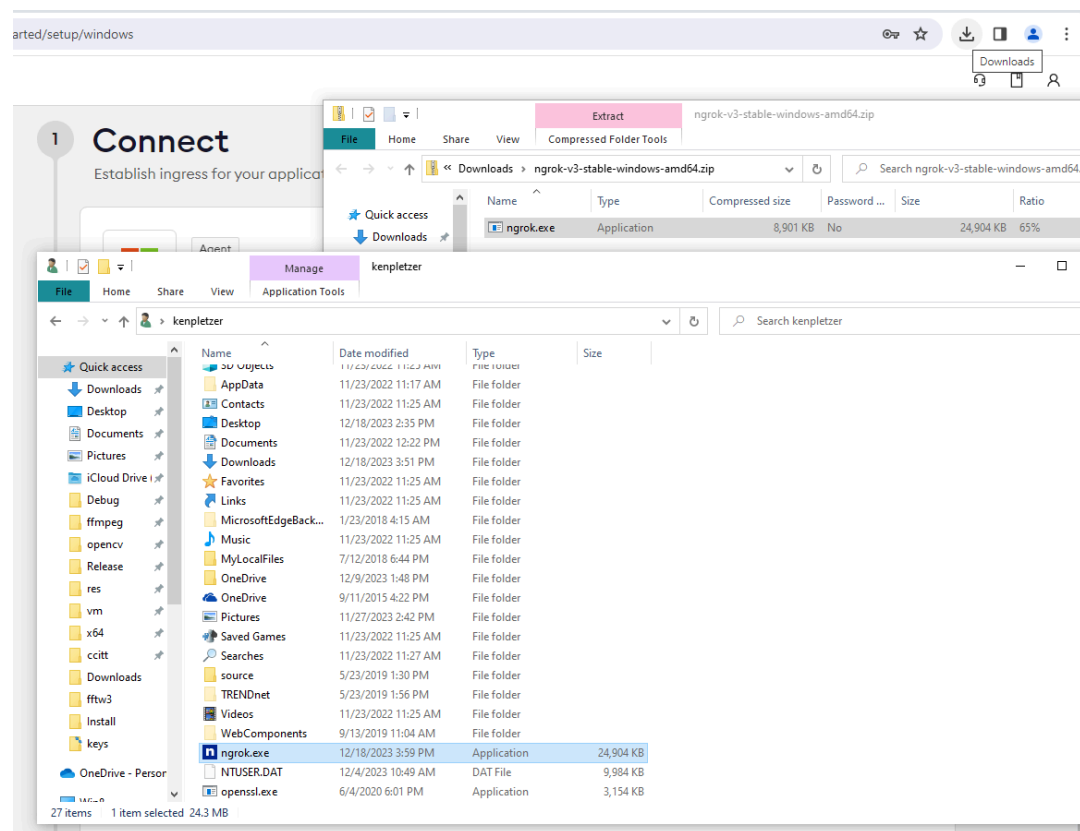 arted/setup/windows
Downloads
1
Connect
Establish ingress for your applicat
Agent
Extract
ngrok-v3-stable-windows-amd64.zip
File Home Share View Compressed Folder Tools
« Downloads › ngrok-v3-stable-windows-amd64.zip
Search ngrok-v3-stable-windows-amd64.
Quick access
Downloads
Name Type Compressed size Password ... Size Ratio
ngrok.exe Application 8,901 KB No 24,904 KB 65%
Manage kenpletzer
File Home Share View Application Tools
› kenpletzer
Search kenpletzer
Quick access
Downloads
Desktop
Documents
Pictures
iCloud Drive (
Debug
ffmpeg
opencv
Release
res
vm
x64
ccitt
Downloads
fftw3
Install
keys
OneDrive - Person
Win8
Name Date modified Type Size
3D Objects 11/23/2022 11:25 AM File folder
AppData 11/23/2022 11:17 AM File folder
Contacts 11/23/2022 11:25 AM File folder
Desktop 12/18/2023 2:35 PM File folder
Documents 11/23/2022 12:22 PM File folder
Downloads 12/18/2023 3:51 PM File folder
Favorites 11/23/2022 11:25 AM File folder
Links 11/23/2022 11:25 AM File folder
MicrosoftEdgeBack... 1/23/2018 4:15 AM File folder
Music 11/23/2022 11:25 AM File folder
MyLocalFiles 7/12/2018 6:44 PM File folder
OneDrive 12/9/2023 1:48 PM File folder
OneDrive 9/11/2015 4:22 PM File folder
Pictures 11/27/2023 2:42 PM File folder
Saved Games 11/23/2022 11:25 AM File folder
Searches 11/23/2022 11:27 AM File folder
source 5/23/2019 1:30 PM File folder
TRENDnet 5/23/2019 1:56 PM File folder
Videos 11/23/2022 11:25 AM File folder
WebComponents 9/13/2019 11:04 AM File folder
ngrok.exe 12/18/2023 3:59 PM Application 24,904 KB
NTUSER.DAT 12/4/2023 10:49 AM DAT File 9,984 KB
openssl.exe 6/4/2020 6:01 PM Application 3,154 KB
27 items 1 item selected 24.3 MB